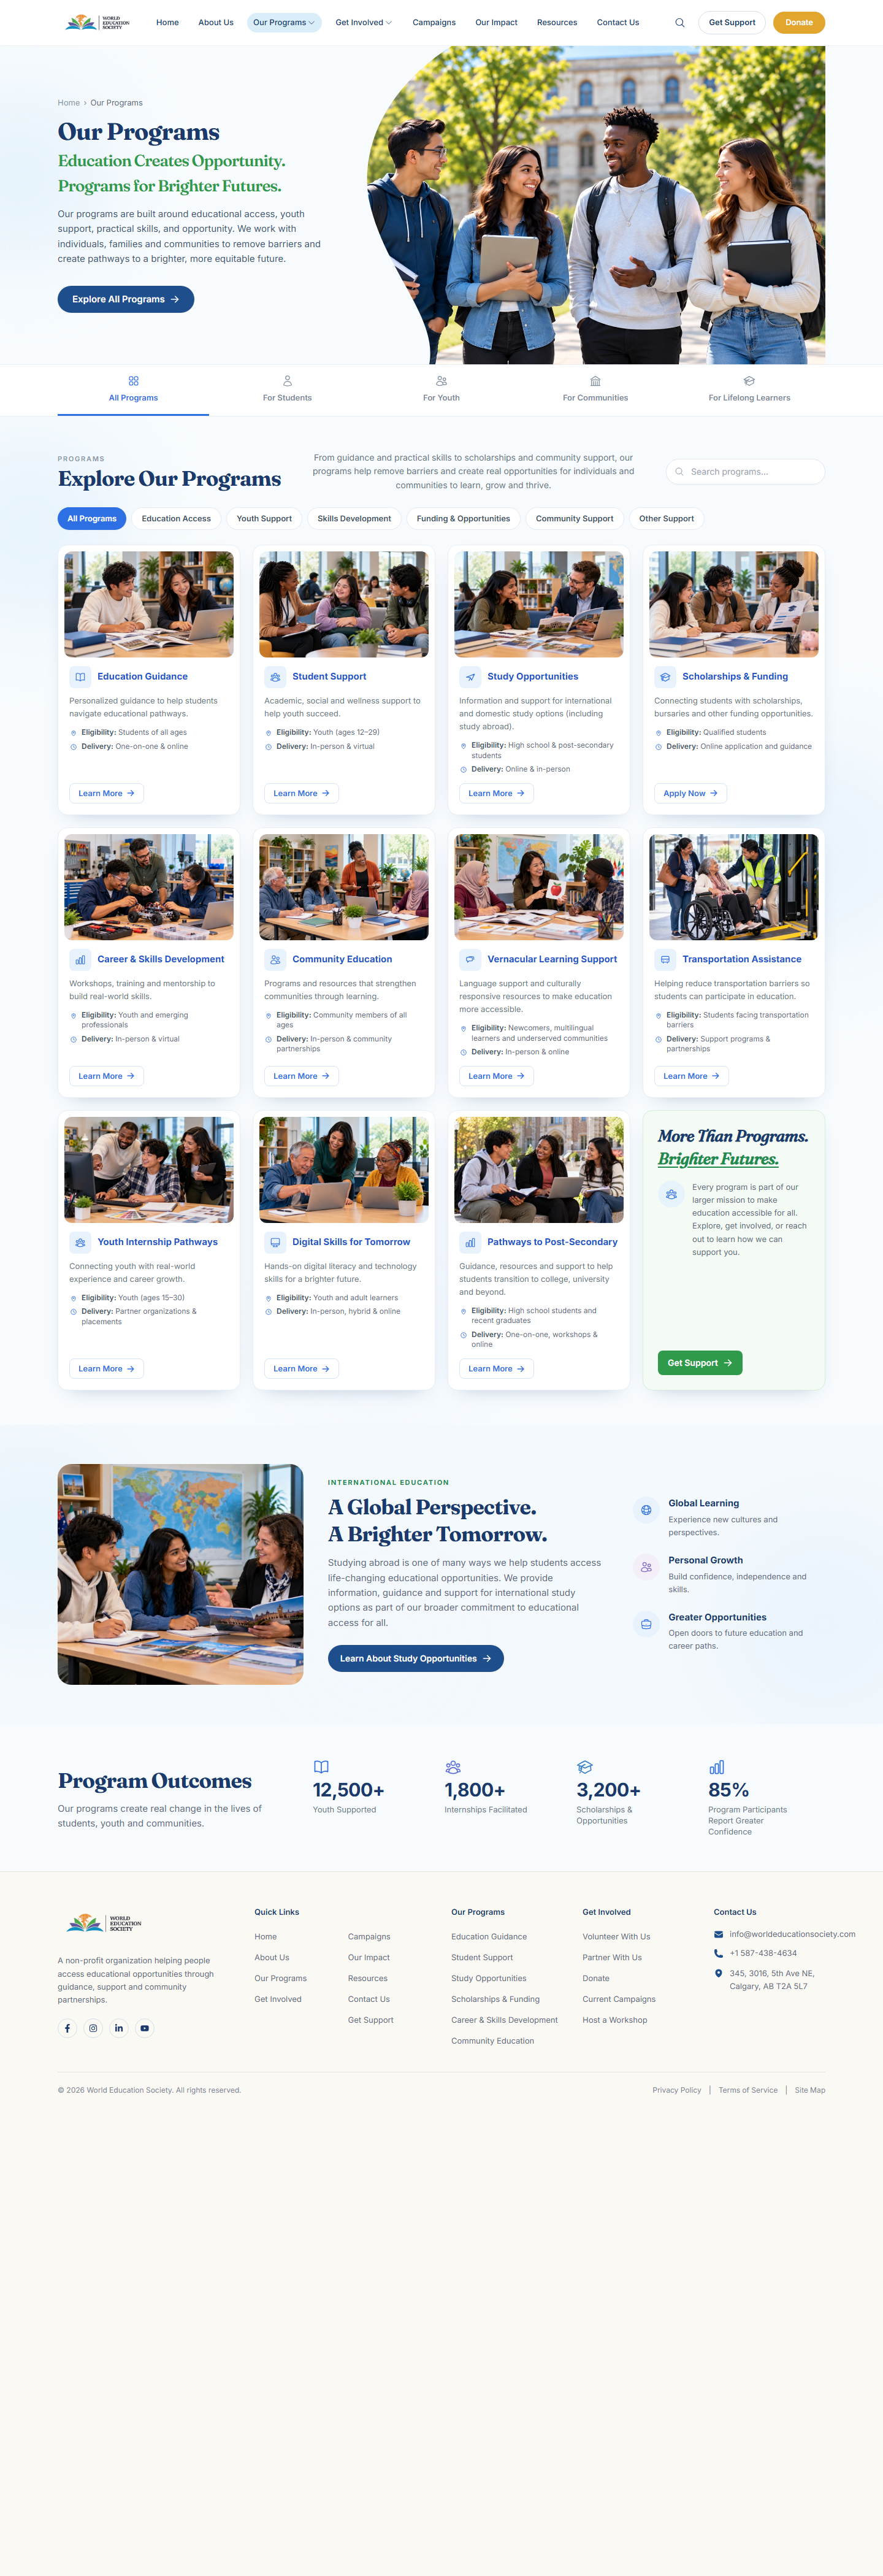 WORLD
EDUCATION
SOCIETY
Home
About Us
Our Programs
Get Involved
Campaigns
Our Impact
Resources
Contact Us
Get Support
Donate
Home › Our Programs
Our Programs
Education Creates Opportunity.
Programs for Brighter Futures.
Our programs are built around educational access, youth
support, practical skills, and opportunity. We work with
individuals, families and communities to remove barriers and
create pathways to a brighter, more equitable future.
Explore All Programs →
All Programs
For Students
For Youth
For Communities
For Lifelong Learners
PROGRAMS
Explore Our Programs
From guidance and practical skills to scholarships and community support, our
programs help remove barriers and create real opportunities for individuals and
communities to learn, grow and thrive.
Search programs...
All Programs
Education Access
Youth Support
Skills Development
Funding & Opportunities
Community Support
Other Support
Education Guidance
Personalized guidance to help students
navigate educational pathways.
Eligibility: Students of all ages
Delivery: One-on-one & online
Learn More →
Student Support
Academic, social and wellness support to
help youth succeed.
Eligibility: Youth (ages 12–29)
Delivery: In-person & virtual
Learn More →
Study Opportunities
Information and support for international
and domestic study options (including
study abroad).
Eligibility: High school & post-secondary
students
Delivery: Online & in-person
Learn More →
Scholarships & Funding
Connecting students with scholarships,
bursaries and other funding opportunities.
Eligibility: Qualified students
Delivery: Online application and guidance
Apply Now →
Career & Skills Development
Workshops, training and mentorship to
build real-world skills.
Eligibility: Youth and emerging
professionals
Delivery: In-person & virtual
Learn More →
Community Education
Programs and resources that strengthen
communities through learning.
Eligibility: Community members of all
ages
Delivery: In-person & community
partnerships
Learn More →
Vernacular Learning Support
Language support and culturally
responsive resources to make education
more accessible.
Eligibility: Newcomers, multilingual
learners and underserved communities
Delivery: In-person & online
Learn More →
Transportation Assistance
Helping reduce transportation barriers so
students can participate in education.
Eligibility: Students facing transportation
barriers
Delivery: Support programs &
partnerships
Learn More →
Youth Internship Pathways
Connecting youth with real-world
experience and career growth.
Eligibility: Youth (ages 15–30)
Delivery: Partner organizations &
placements
Learn More →
Digital Skills for Tomorrow
Hands-on digital literacy and technology
skills for a brighter future.
Eligibility: Youth and adult learners
Delivery: In-person, hybrid & online
Learn More →
Pathways to Post-Secondary
Guidance, resources and support to help
students transition to college, university
and beyond.
Eligibility: High school students and
recent graduates
Delivery: One-on-one, workshops &
online
Learn More →
More Than Programs.
Brighter Futures.
Every program is part of our
larger mission to make
education accessible for all.
Explore, get involved, or reach
out to learn how we can
support you.
Get Support →
INTERNATIONAL EDUCATION
A Global Perspective.
A Brighter Tomorrow.
Studying abroad is one of many ways we help students access
life-changing educational opportunities. We provide
information, guidance and support for international study
options as part of our broader commitment to educational
access for all.
Learn About Study Opportunities →
Global Learning
Experience new cultures and
perspectives.
Personal Growth
Build confidence, independence and
skills.
Greater Opportunities
Open doors to future education and
career paths.
Program Outcomes
Our programs create real change in the lives of
students, youth and communities.
12,500+
Youth Supported
1,800+
Internships Facilitated
3,200+
Scholarships &
Opportunities
85%
Program Participants
Report Greater
Confidence
WORLD
EDUCATION
SOCIETY
A non-profit organization helping people
access educational opportunities through
guidance, support and community
partnerships.
Quick Links
Home
About Us
Our Programs
Get Involved
Campaigns
Our Impact
Resources
Contact Us
Get Support
Our Programs
Education Guidance
Student Support
Study Opportunities
Scholarships & Funding
Career & Skills Development
Community Education
Get Involved
Volunteer With Us
Partner With Us
Donate
Current Campaigns
Host a Workshop
Contact Us
info@worldeducationsociety.com
+1 587-438-4634
345, 3016, 5th Ave NE,
Calgary, AB T2A 5L7
© 2026 World Education Society. All rights reserved.
Privacy Policy | Terms of Service | Site Map